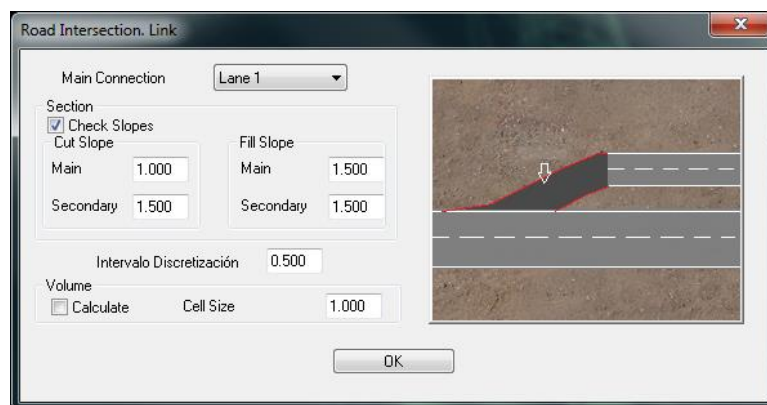 Road Intersection. Link
Main Connection Lane 1
Section
Check Slopes
Cut Slope Fill Slope
Main 1.000 Main 1.500
Secondary 1.500 Secondary 1.500
Intervalo Discretización 0.500
Volume
Calculate Cell Size 1.000
OK